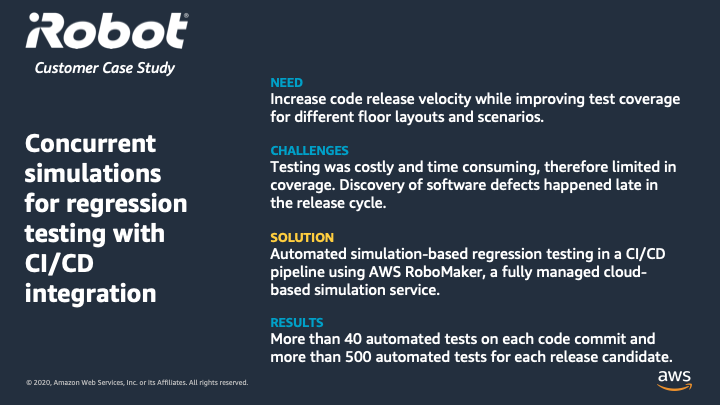 iRobot®
Customer Case Study
Concurrent
simulations
for regression
testing with
CI/CD
integration
NEED
Increase code release velocity while improving test coverage
for different floor layouts and scenarios.
CHALLENGES
Testing was costly and time consuming, therefore limited in
coverage. Discovery of software defects happened late in
the release cycle.
SOLUTION
Automated simulation-based regression testing in a CI/CD
pipeline using AWS RoboMaker, a fully managed cloud-
based simulation service.
RESULTS
More than 40 automated tests on each code commit and
more than 500 automated tests for each release candidate.
© 2020, Amazon Web Services, Inc. or its Affiliates. All rights reserved.
aws